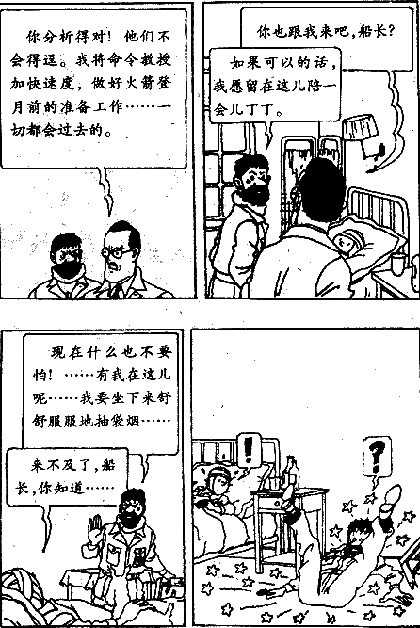 你分析得对！他们不
会得逞。我将命令教授
加快速度，做好火箭登
月前的准备工作………一
切都会过去的。
你也跟我来吧，船长？
如果可以的话，
我愿留在这儿陪一
会儿丁丁。
现在什么也不要
怕！……有我在这儿
呢……我要坐下来舒
舒服服地抽袋烟……
来不及了，船
长，你知道……
！
？